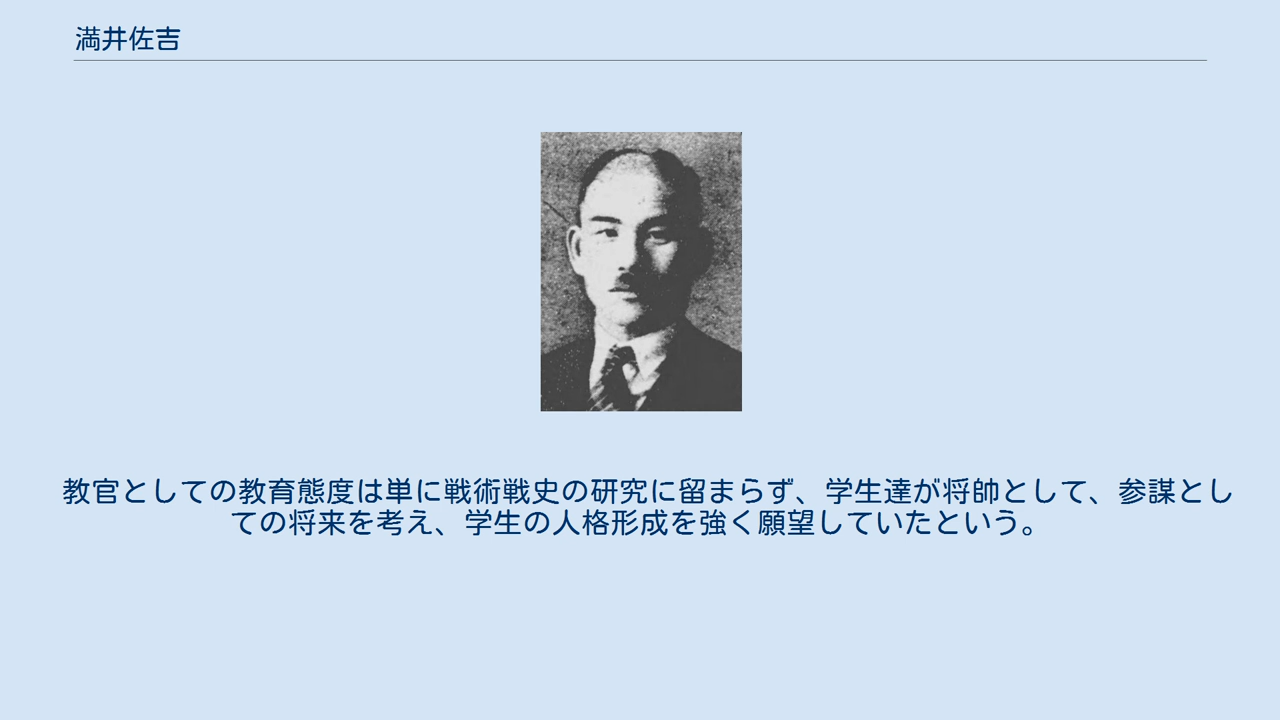 満井佐吉
教官としての教育態度は単に戦術戦史の研究に留まらず、学生達が将帥として、参謀とし
ての将来を考え、学生の人格形成を強く願望していたという。